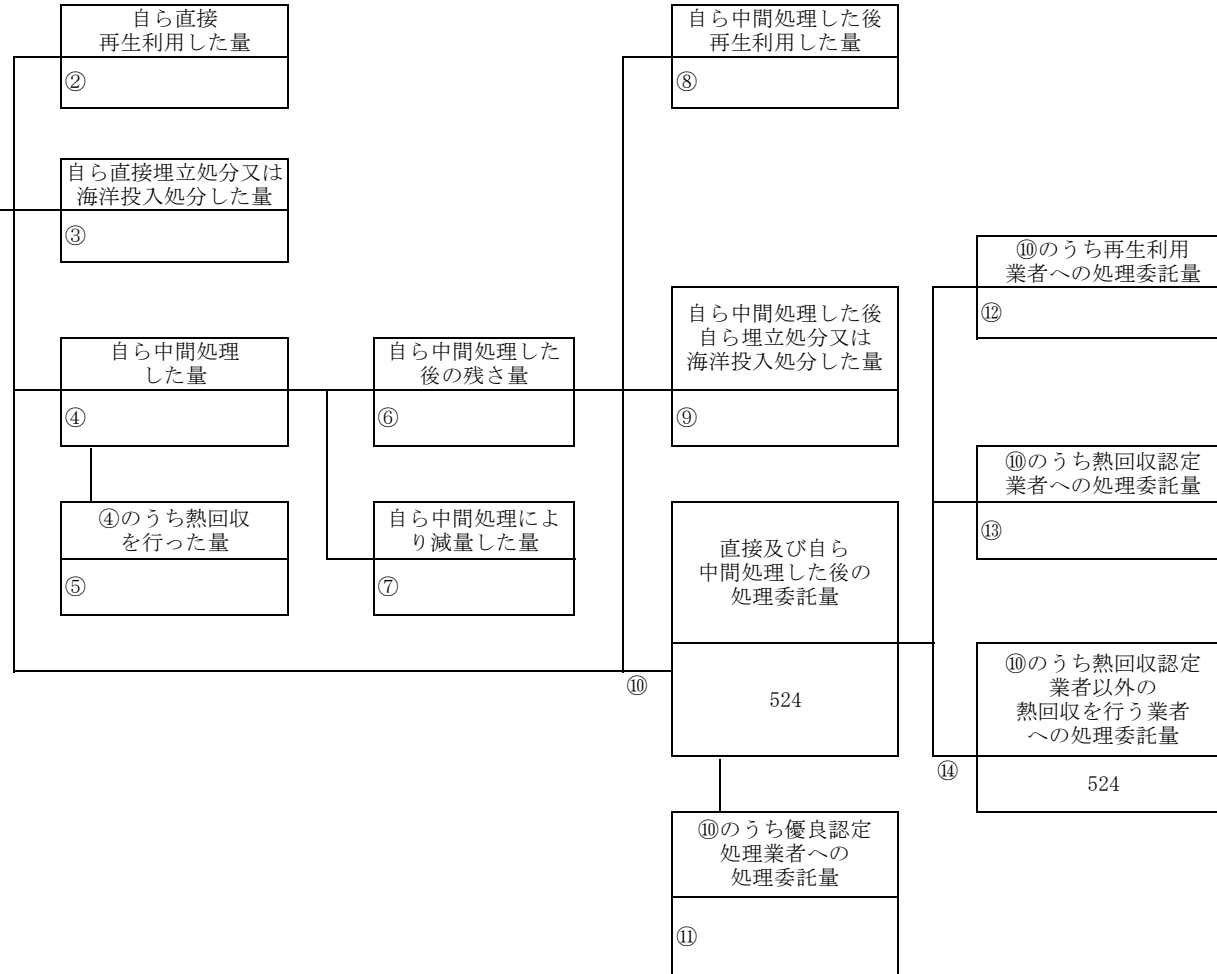 自ら直接
再生利用した量
②
自ら直接埋立処分又は
海洋投入処分した量
③
自ら中間処理
した量
④
④のうち熱回収
を行った量
⑤
自ら中間処理した
後の残さ量
⑥
自ら中間処理によ
り減量した量
⑦
自ら中間処理した後
再生利用した量
⑧
自ら中間処理した後
自ら埋立処分又は
海洋投入処分した量
⑨
直接及び自ら
中間処理した後の
処理委託量
⑩
524
⑩のうち優良認定
処理業者への
処理委託量
⑪
⑩のうち再生利用
業者への処理委託量
⑫
⑩のうち熱回収認定
業者への処理委託量
⑬
⑩のうち熱回収認定
業者以外の
熱回収を行う業者
への処理委託量
⑭
524